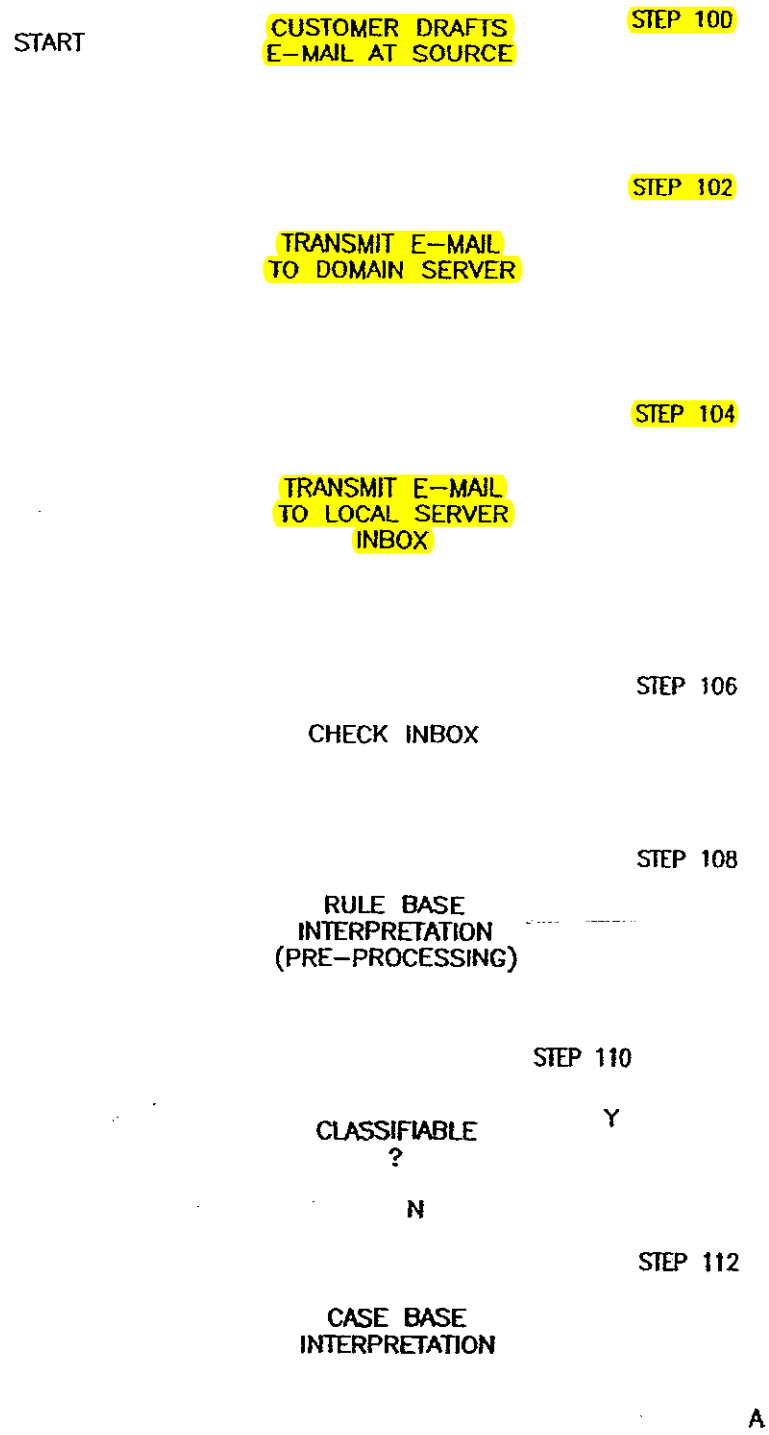 START
CUSTOMER DRAFTS
E-MAIL AT SOURCE
STEP 100
STEP 102
TRANSMIT E-MAIL
TO DOMAIN SERVER
STEP 104
TRANSMIT E-MAIL
TO LOCAL SERVER
INBOX
STEP 106
CHECK INBOX
STEP 108
RULE BASE
INTERPRETATION
(PRE-PROCESSING)
STEP 110
Y
CLASSIFIABLE
?
N
STEP 112
CASE BASE
INTERPRETATION
A